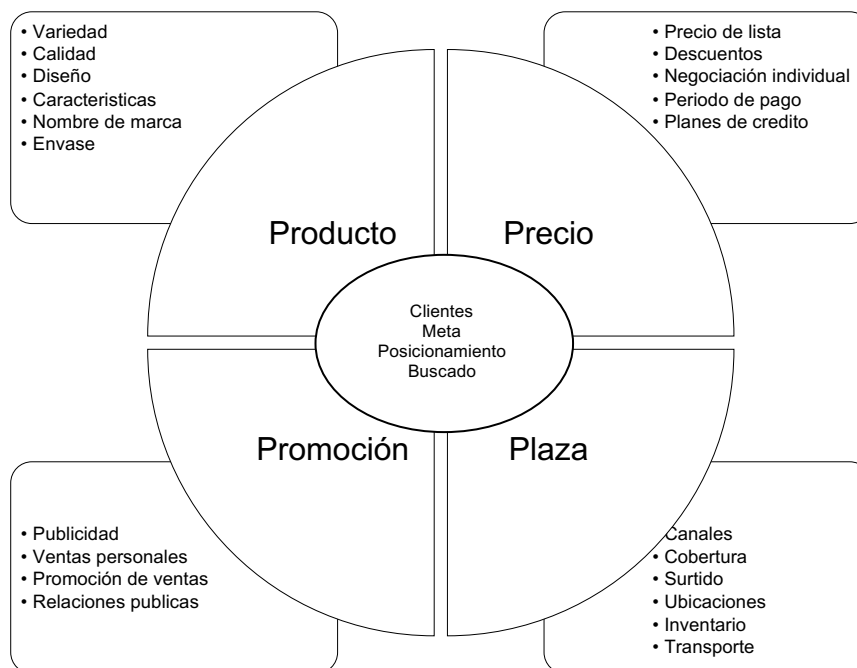 • Variedad
• Calidad
• Diseño
• Caracteristicas
• Nombre de marca
• Envase
• Precio de lista
• Descuentos
• Negociación individual
• Periodo de pago
• Planes de credito
Producto
Precio
Clientes
Meta
Posicionamiento
Buscado
Promoción
Plaza
• Publicidad
• Ventas personales
• Promoción de ventas
• Relaciones publicas
Canales
• Cobertura
• Surtido
• Ubicaciones
• Inventario
• Transporte